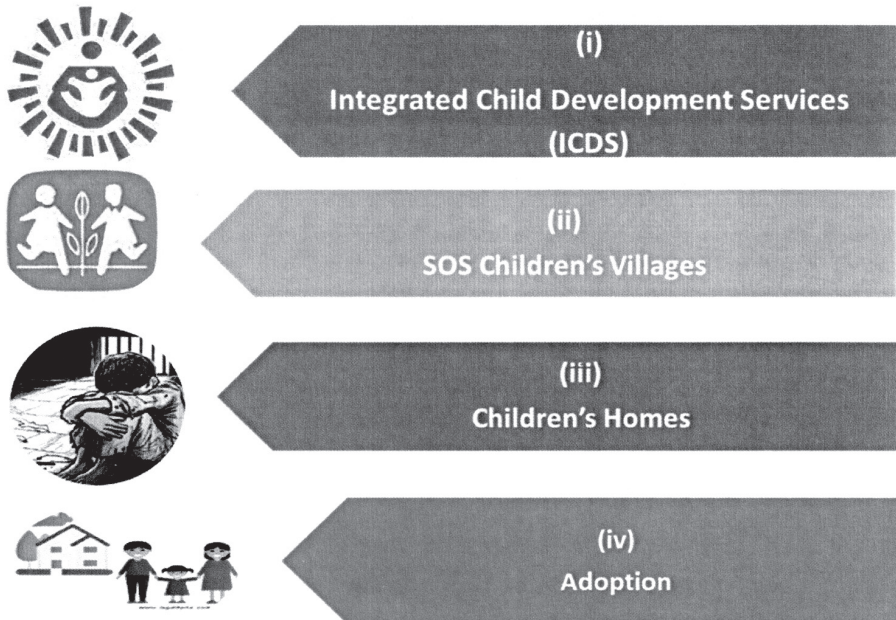 (i)
Integrated Child Development Services
(ICDS)
(ii)
SOS Children's Villages
(iii)
Children's Homes
(iv)
Adoption